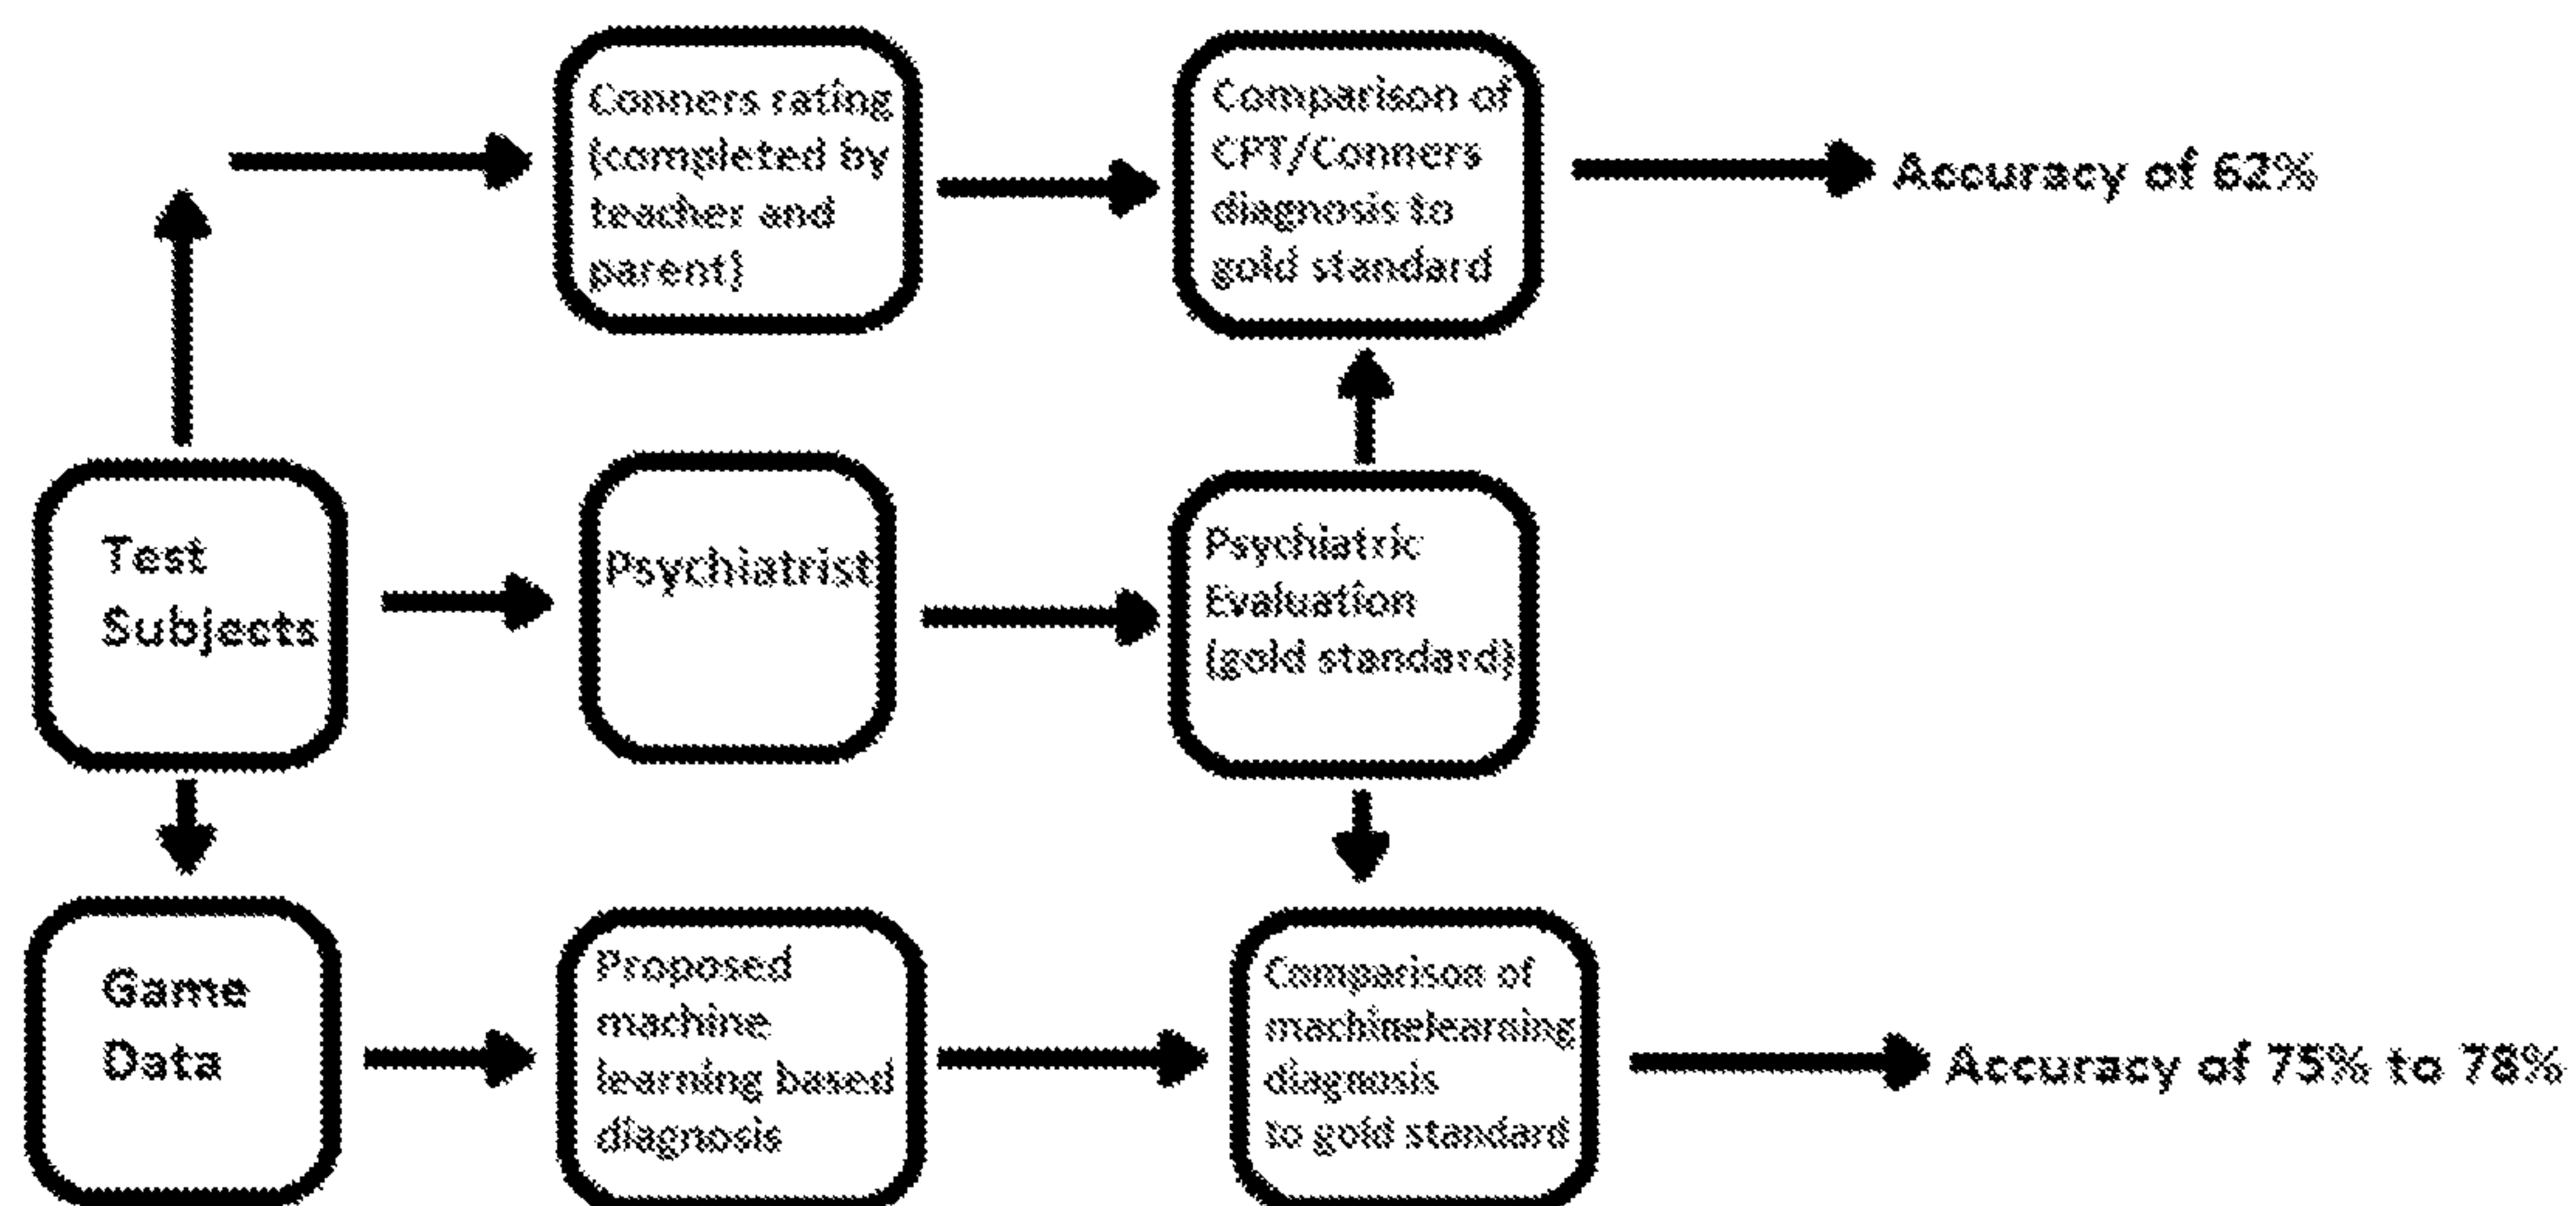 Conners rating
(completed by
teacher and
parent)
Comparison of
CPT/Conners
diagnosis to
gold standard
Accuracy of 62%
Test
Subjects
Psychiatrist
Psychiatric
Evaluation
(gold standard)
Game
Data
Proposed
machine
learning based
diagnosis
Comparison of
machinelearning
diagnosis
to gold standard
Accuracy of 75% to 78%